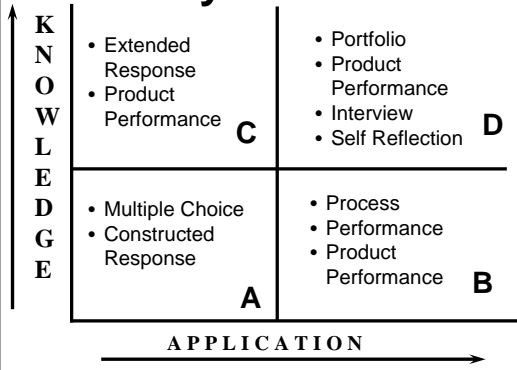 K
N
O
W
L
E
D
G
E
• Extended
Response
• Product
Performance
C
• Portfolio
• Product
Performance
• Interview
• Self Reflection
D
• Multiple Choice
• Constructed
Response
A
• Process
• Performance
• Product
Performance
B
APPLICATION